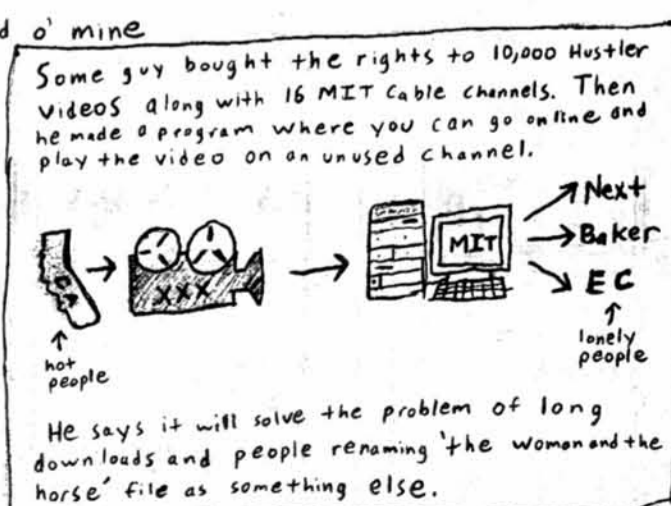 d o' mine
Some guy bought the rights to 10,000 Hustler
videos along with 16 MIT Cable channels. Then
he made a program where you can go online and
play the video on an unused channel.
Next
MIT
Baker
CA
XXX
EC
hot
people
lonely
people
He says it will solve the problem of long
downloads and people renaming 'the woman and the
horse' file as something else.